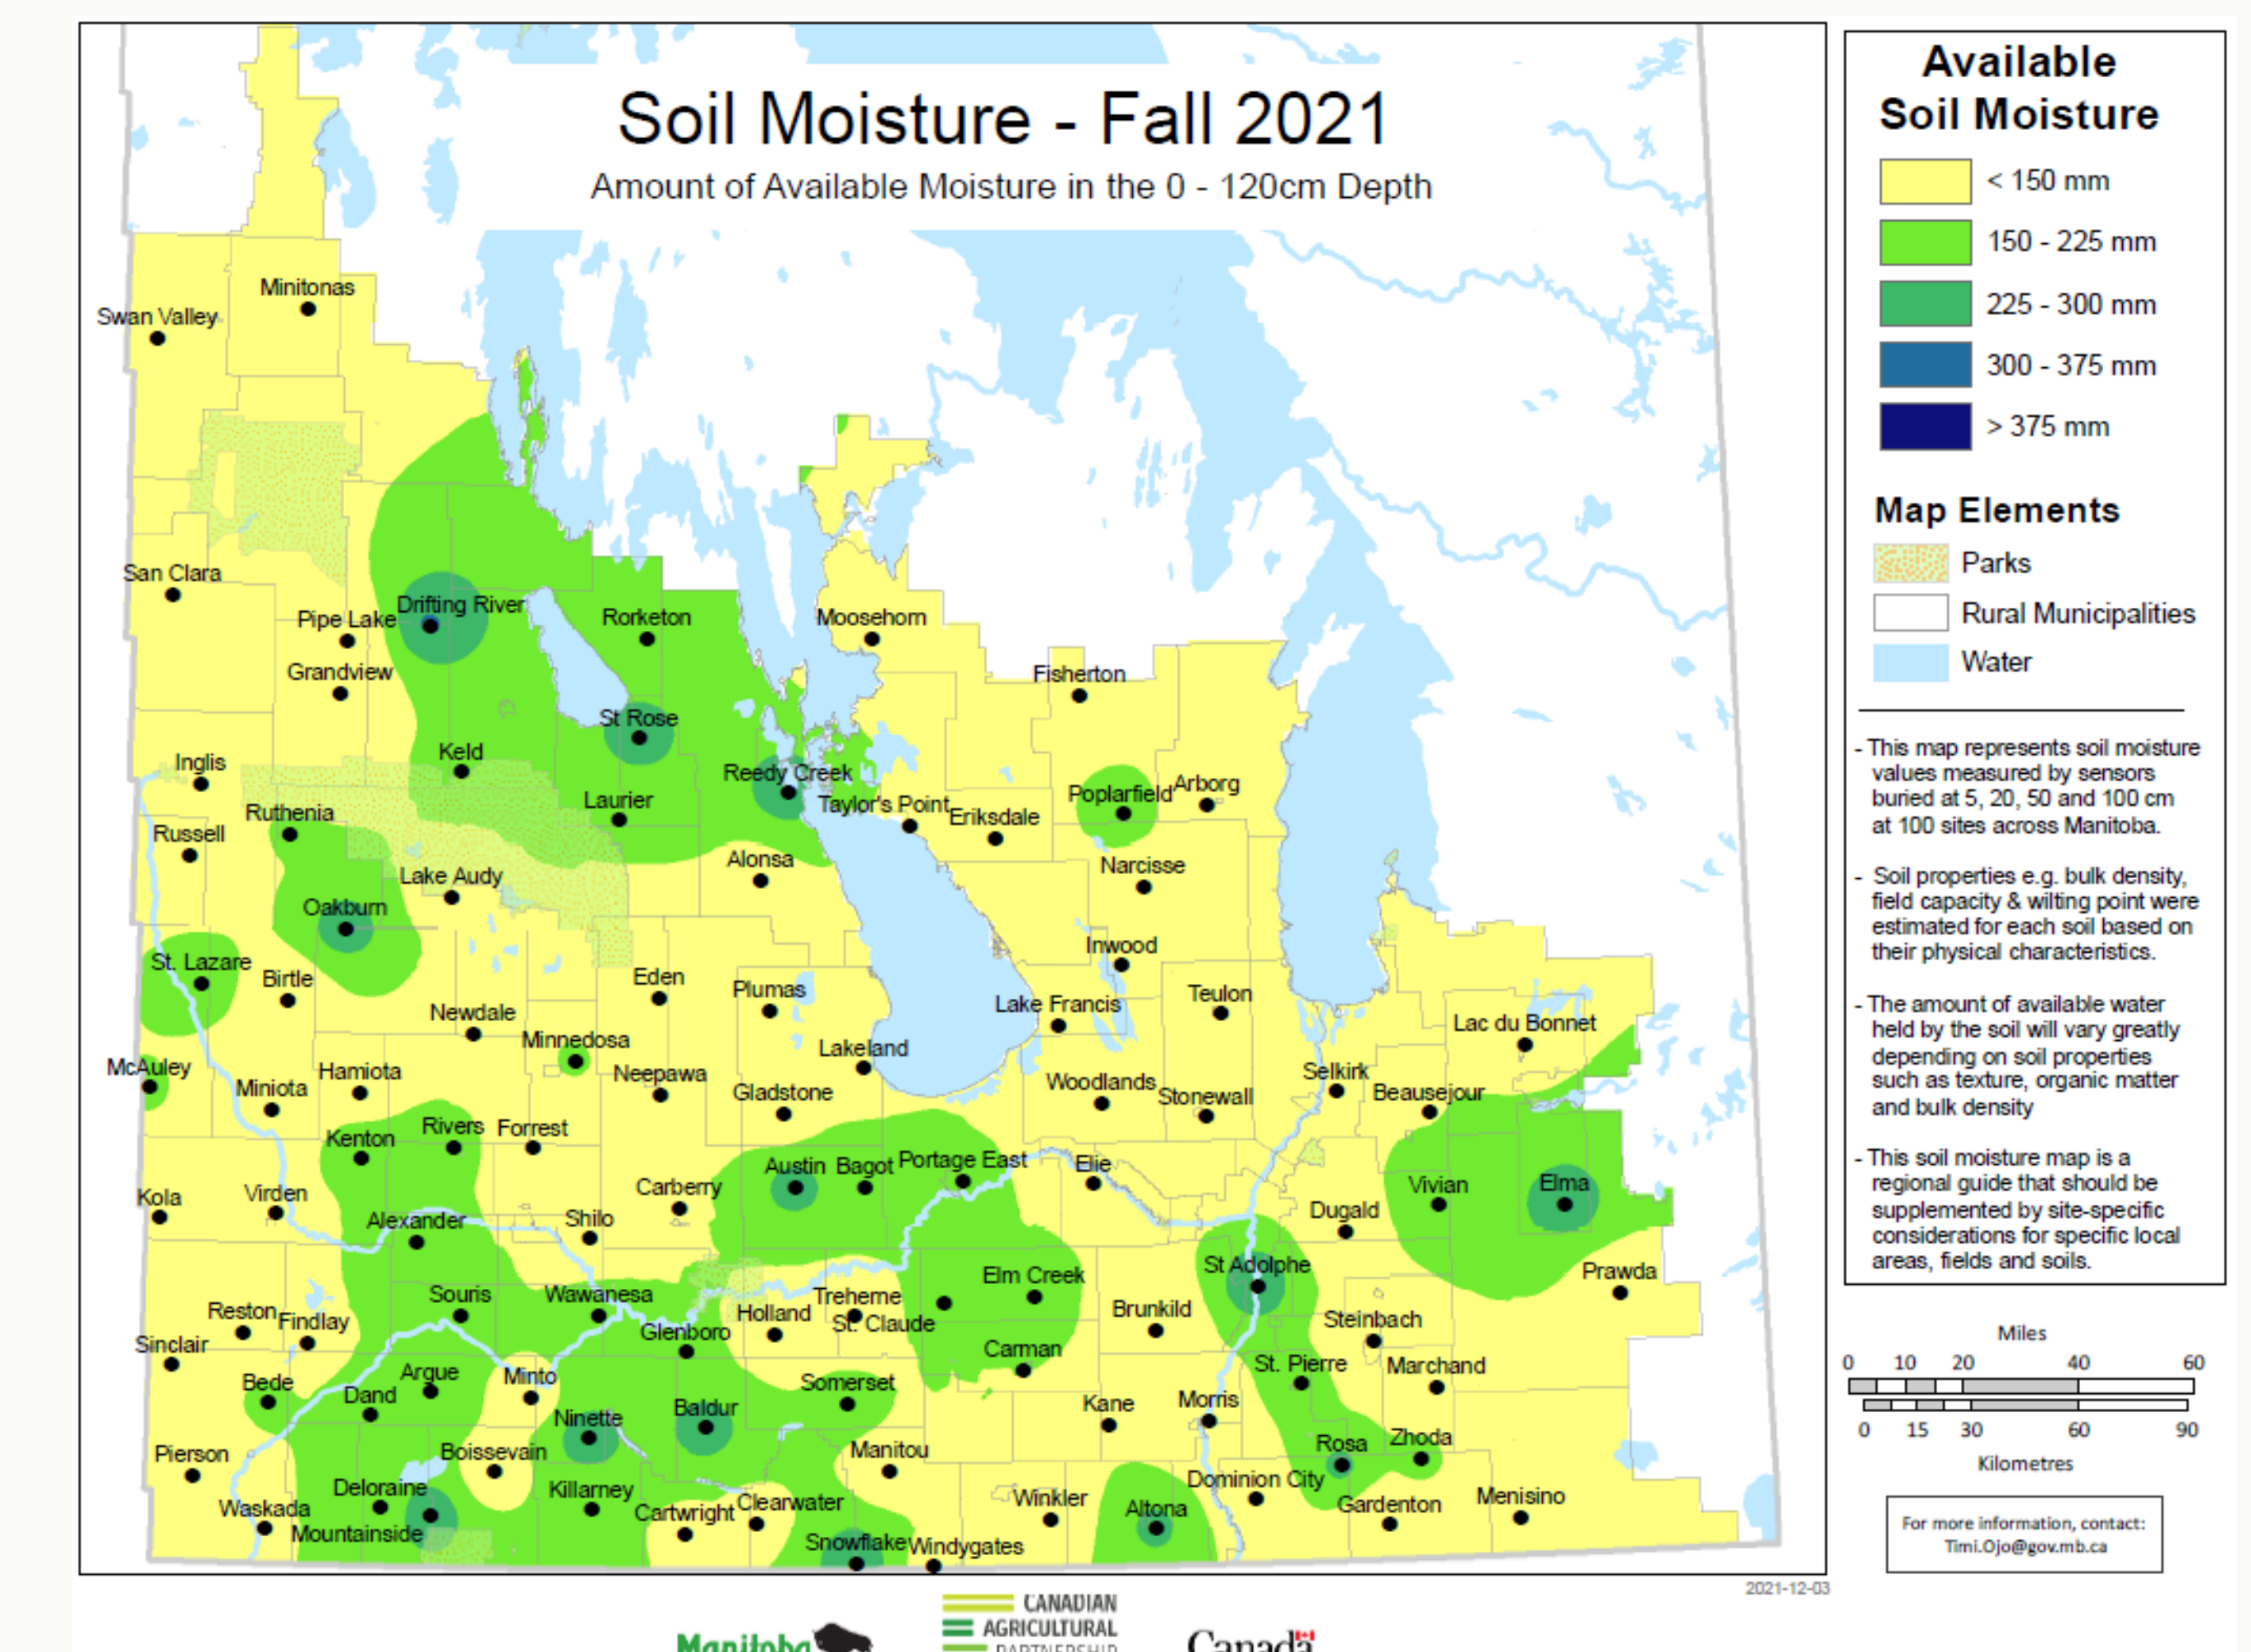 Soil Moisture - Fall 2021
Amount of Available Moisture in the 0 - 120cm Depth
Minitonas
Swan Valley
San Clara
Drifting River
Pipe Lake
Rorketon
Moosehorn
Grandview
Fisherton
St Rose
Keld
Inglis
Reedy Creek
Laurier
Taylor's Point
Eriksdale
Poplarfield
Arborg
Ruthenia
Russell
Alonsa
Narcisse
Lake Audy
Oakburn
Inwood
St. Lazare
Birtle
Eden
Plumas
Lake Francis
Teulon
Newdale
Lac du Bonnet
Minnedosa
Lakeland
McAuley
Hamiota
Neepawa
Miniota
Gladstone
Woodlands
Stonewall
Selkirk
Beausejour
Kenton
Rivers
Forrest
Austin
Bagot
Portage East
Elie
Kola
Virden
Carberry
Vivian
Elma
Alexander
Shilo
Dugald
St Adolphe
Prawda
Elm Creek
Souris
Wawanesa
Treherne
Reston
Findlay
Holland
St. Claude
Brunkild
Steinbach
Sinclair
Glenboro
Carman
St. Pierre
Marchand
Bede
Argue
Minto
Somerset
Dand
Baldur
Kane
Morris
Ninette
Pierson
Boissevain
Manitou
Rosa
Zhoda
Deloraine
Killarney
Dominion City
Waskada
Cartwright
Clearwater
Winkler
Altona
Gardenton
Menisino
Mountainside
Snowflake
Windygates
Available
Soil Moisture
< 150 mm
150 - 225 mm
225 - 300 mm
300 - 375 mm
> 375 mm
Map Elements
Parks
Rural Municipalities
Water
- This map represents soil moisture
values measured by sensors
buried at 5, 20, 50 and 100 cm
at 100 sites across Manitoba.
- Soil properties e.g. bulk density,
field capacity & wilting point were
estimated for each soil based on
their physical characteristics.
- The amount of available water
held by the soil will vary greatly
depending on soil properties
such as texture, organic matter
and bulk density
- This soil moisture map is a
regional guide that should be
supplemented by site-specific
considerations for specific local
areas, fields and soils.
Miles
0 10 20 40 60
0 15 30 60 90
Kilometres
For more information, contact:
Timi.Ojo@gov.mb.ca
2021-12-03
Manitoba
CANADIAN
AGRICULTURAL
PARTNERSHIP
Canada